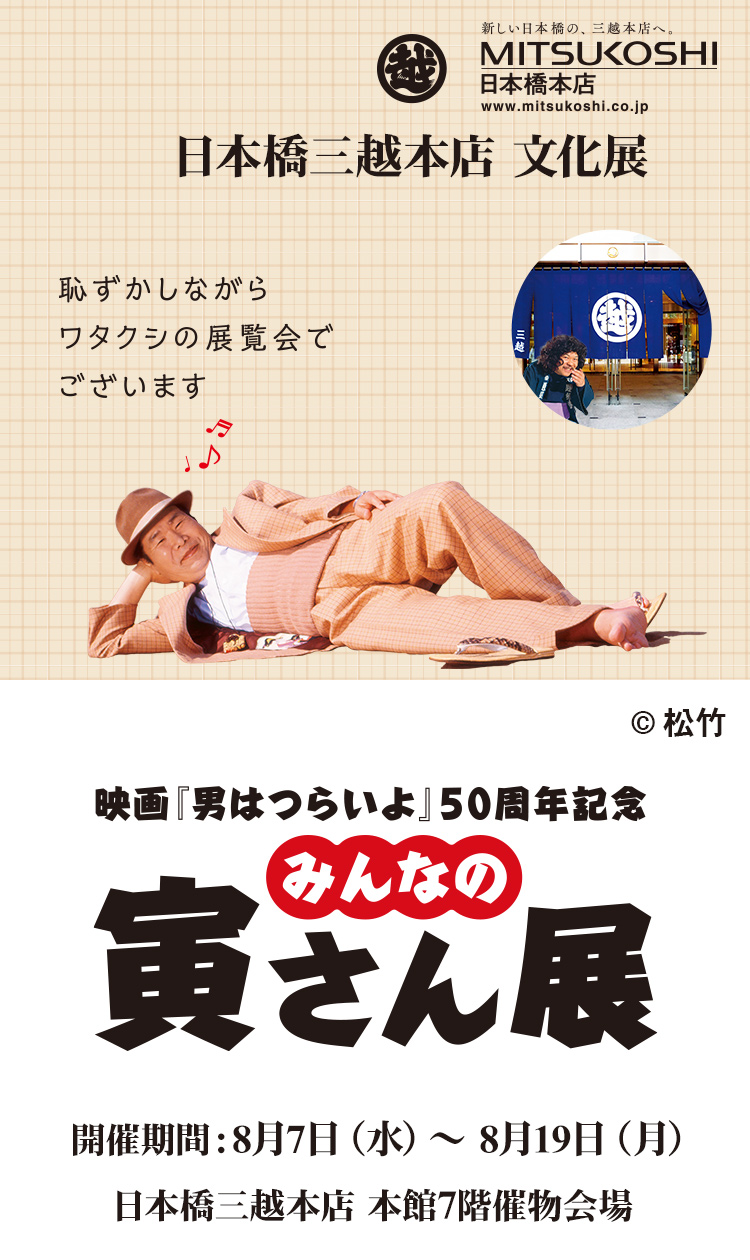 新しい日本橋の、三越本店へ。
越
MITSUKOSHI
日本橋本店
www.mitsukoshi.co.jp
日本橋三越本店 文化展
恥ずかしながら
ワタクシの展覧会で
ございます
越
三越
© 松竹
映画『男はつらいよ』50周年記念
みんなの
寅さん展
開催期間：8月7日（水）～ 8月19日（月）
日本橋三越本店 本館7階催物会場